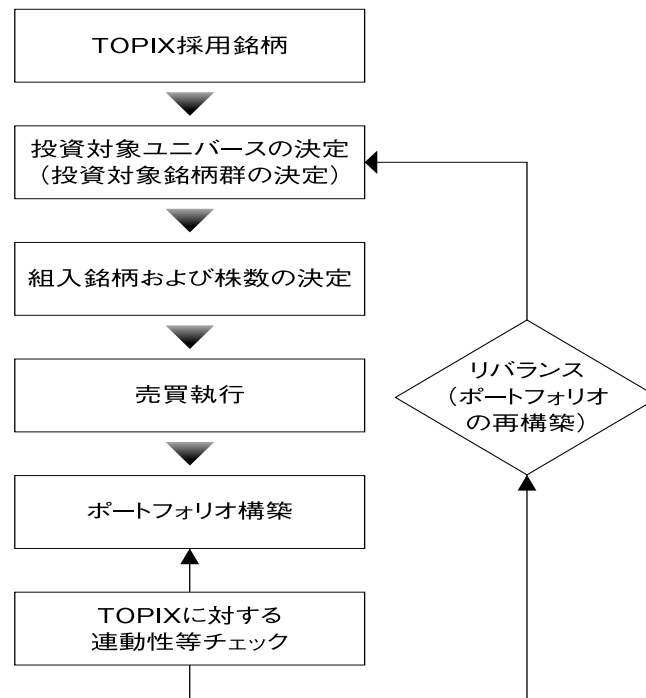 TOPIX採用銘柄
投資対象ユニバースの決定
（投資対象銘柄群の決定）
組入銘柄および株数の決定
売買執行
ポートフォリオ構築
TOPIXに対する
連動性等チェック
リバランス
（ポートフォリオ
の再構築）